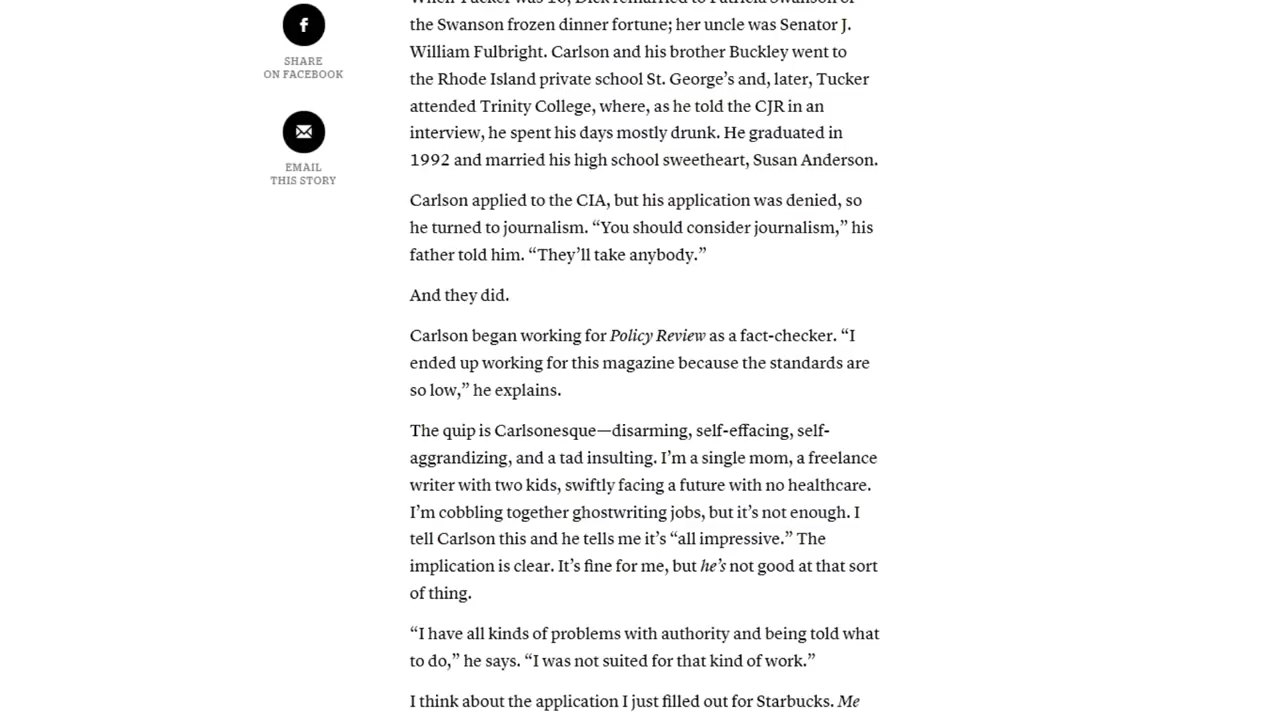 SHARE
ON FACEBOOK
EMAIL
THIS STORY
When Tucker was 10, Dick remarried to Patricia Swanson of
the Swanson frozen dinner fortune; her uncle was Senator J.
William Fulbright. Carlson and his brother Buckley went to
the Rhode Island private school St. George’s and, later, Tucker
attended Trinity College, where, as he told the CJR in an
interview, he spent his days mostly drunk. He graduated in
1992 and married his high school sweetheart, Susan Anderson.
Carlson applied to the CIA, but his application was denied, so
he turned to journalism. “You should consider journalism,” his
father told him. “They’ll take anybody.”
And they did.
Carlson began working for Policy Review as a fact-checker. “I
ended up working for this magazine because the standards are
so low,” he explains.
The quip is Carlsonesque—disarming, self-effacing, self-
aggrandizing, and a tad insulting. I’m a single mom, a freelance
writer with two kids, swiftly facing a future with no healthcare.
I’m cobbling together ghostwriting jobs, but it’s not enough. I
tell Carlson this and he tells me it’s “all impressive.” The
implication is clear. It’s fine for me, but he’s not good at that sort
of thing.
“I have all kinds of problems with authority and being told what
to do,” he says. “I was not suited for that kind of work.”
I think about the application I just filled out for Starbucks. Me